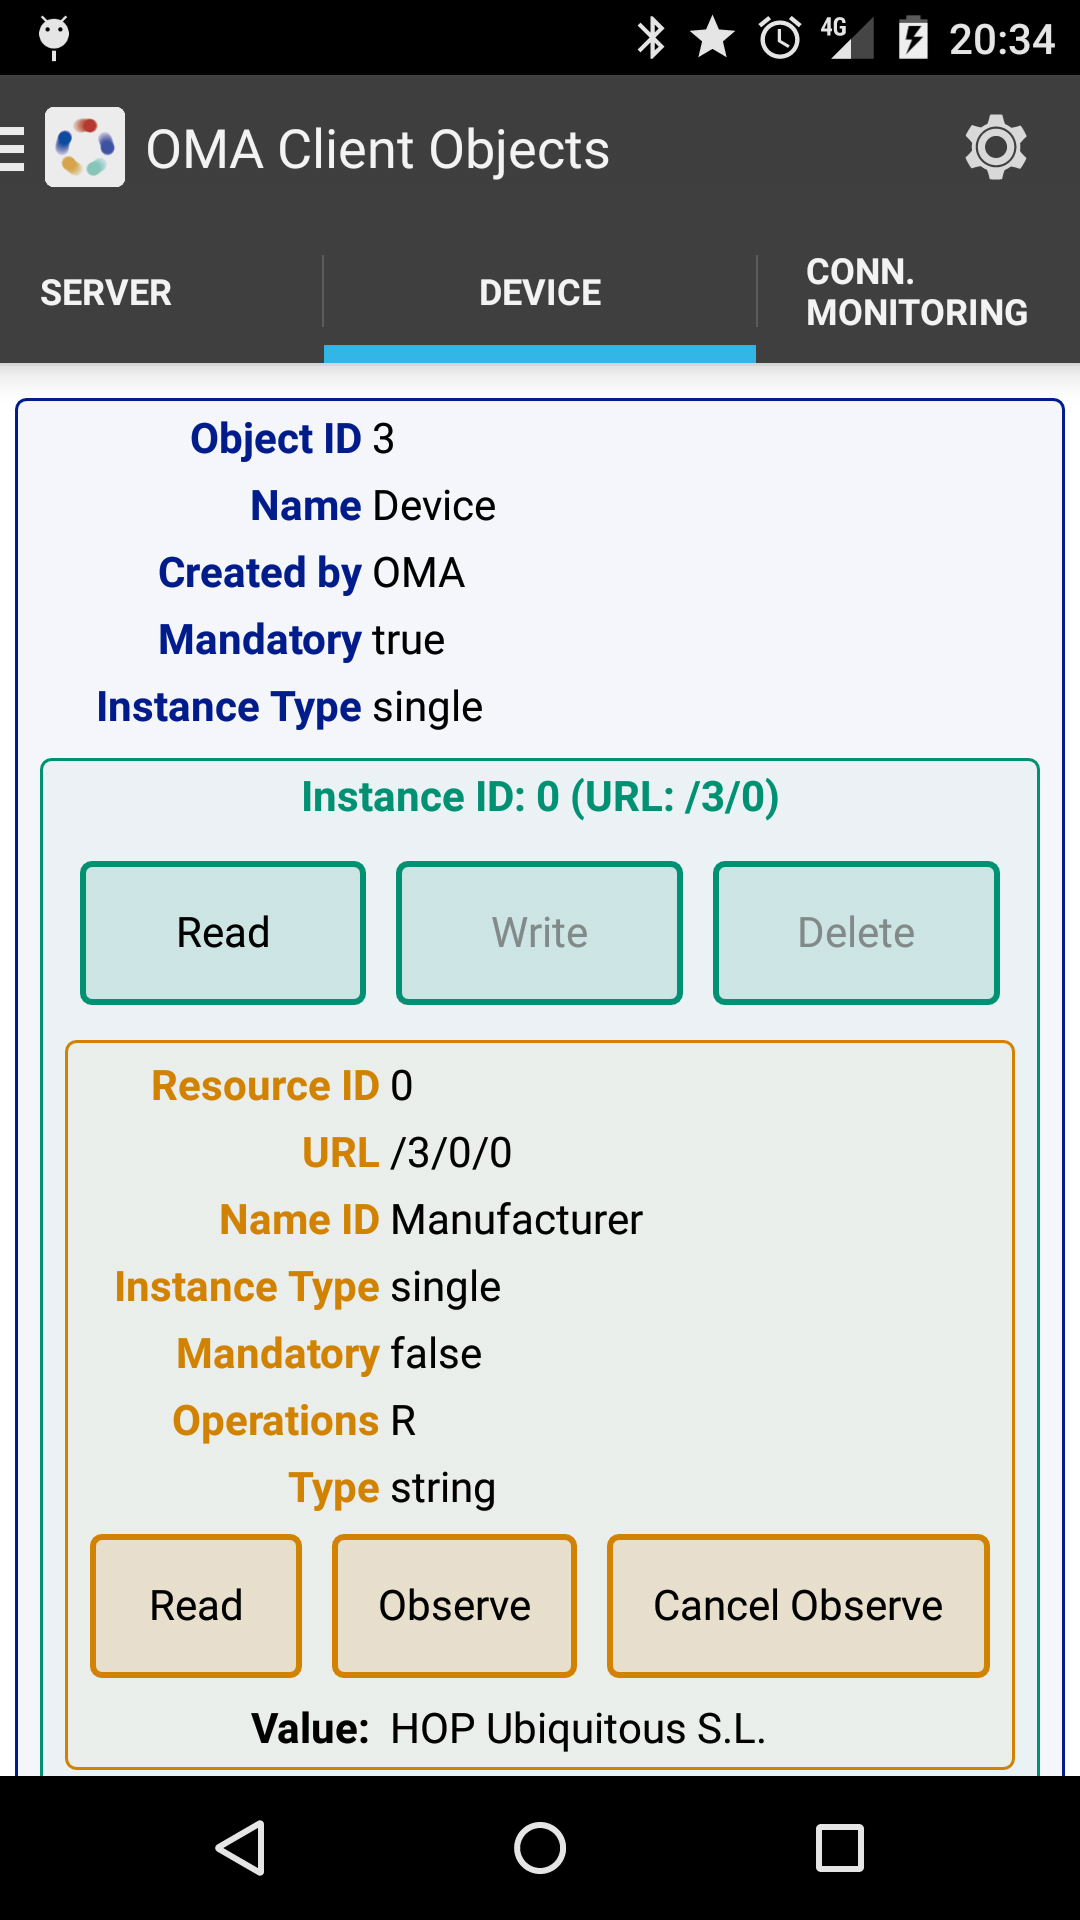 4G 20:34
OMA Client Objects
SERVER
DEVICE
CONN.
MONITORING
Object ID 3
Name Device
Created by OMA
Mandatory true
Instance Type single
Instance ID: 0 (URL: /3/0)
Read Write Delete
Resource ID 0
URL /3/0/0
Name ID Manufacturer
Instance Type single
Mandatory false
Operations R
Type string
Read Observe Cancel Observe
Value: HOP Ubiquitous S.L.